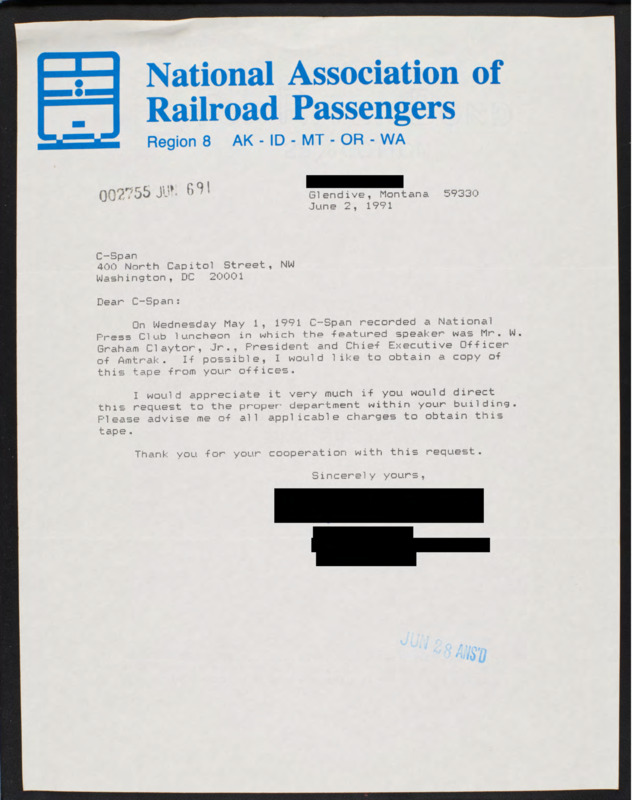 National Association of
Railroad Passengers
Region 8 AK - ID - MT - OR - WA
002755 JUN 691
Glendive, Montana 59330
June 2, 1991
C-Span
400 North Capitol Street, NW
Washington, DC 20001
Dear C-Span:
On Wednesday May 1, 1991 C-Span recorded a National
Press Club luncheon in which the featured speaker was Mr. W.
Graham Claytor, Jr., President and Chief Executive Officer
of Amtrak. If possible, I would like to obtain a copy of
this tape from your offices.
I would appreciate it very much if you would direct
this request to the proper department within your building.
Please advise me of all applicable charges to obtain this
tape.
Thank you for your cooperation with this request.
Sincerely yours,
JUN 28 ANS'D